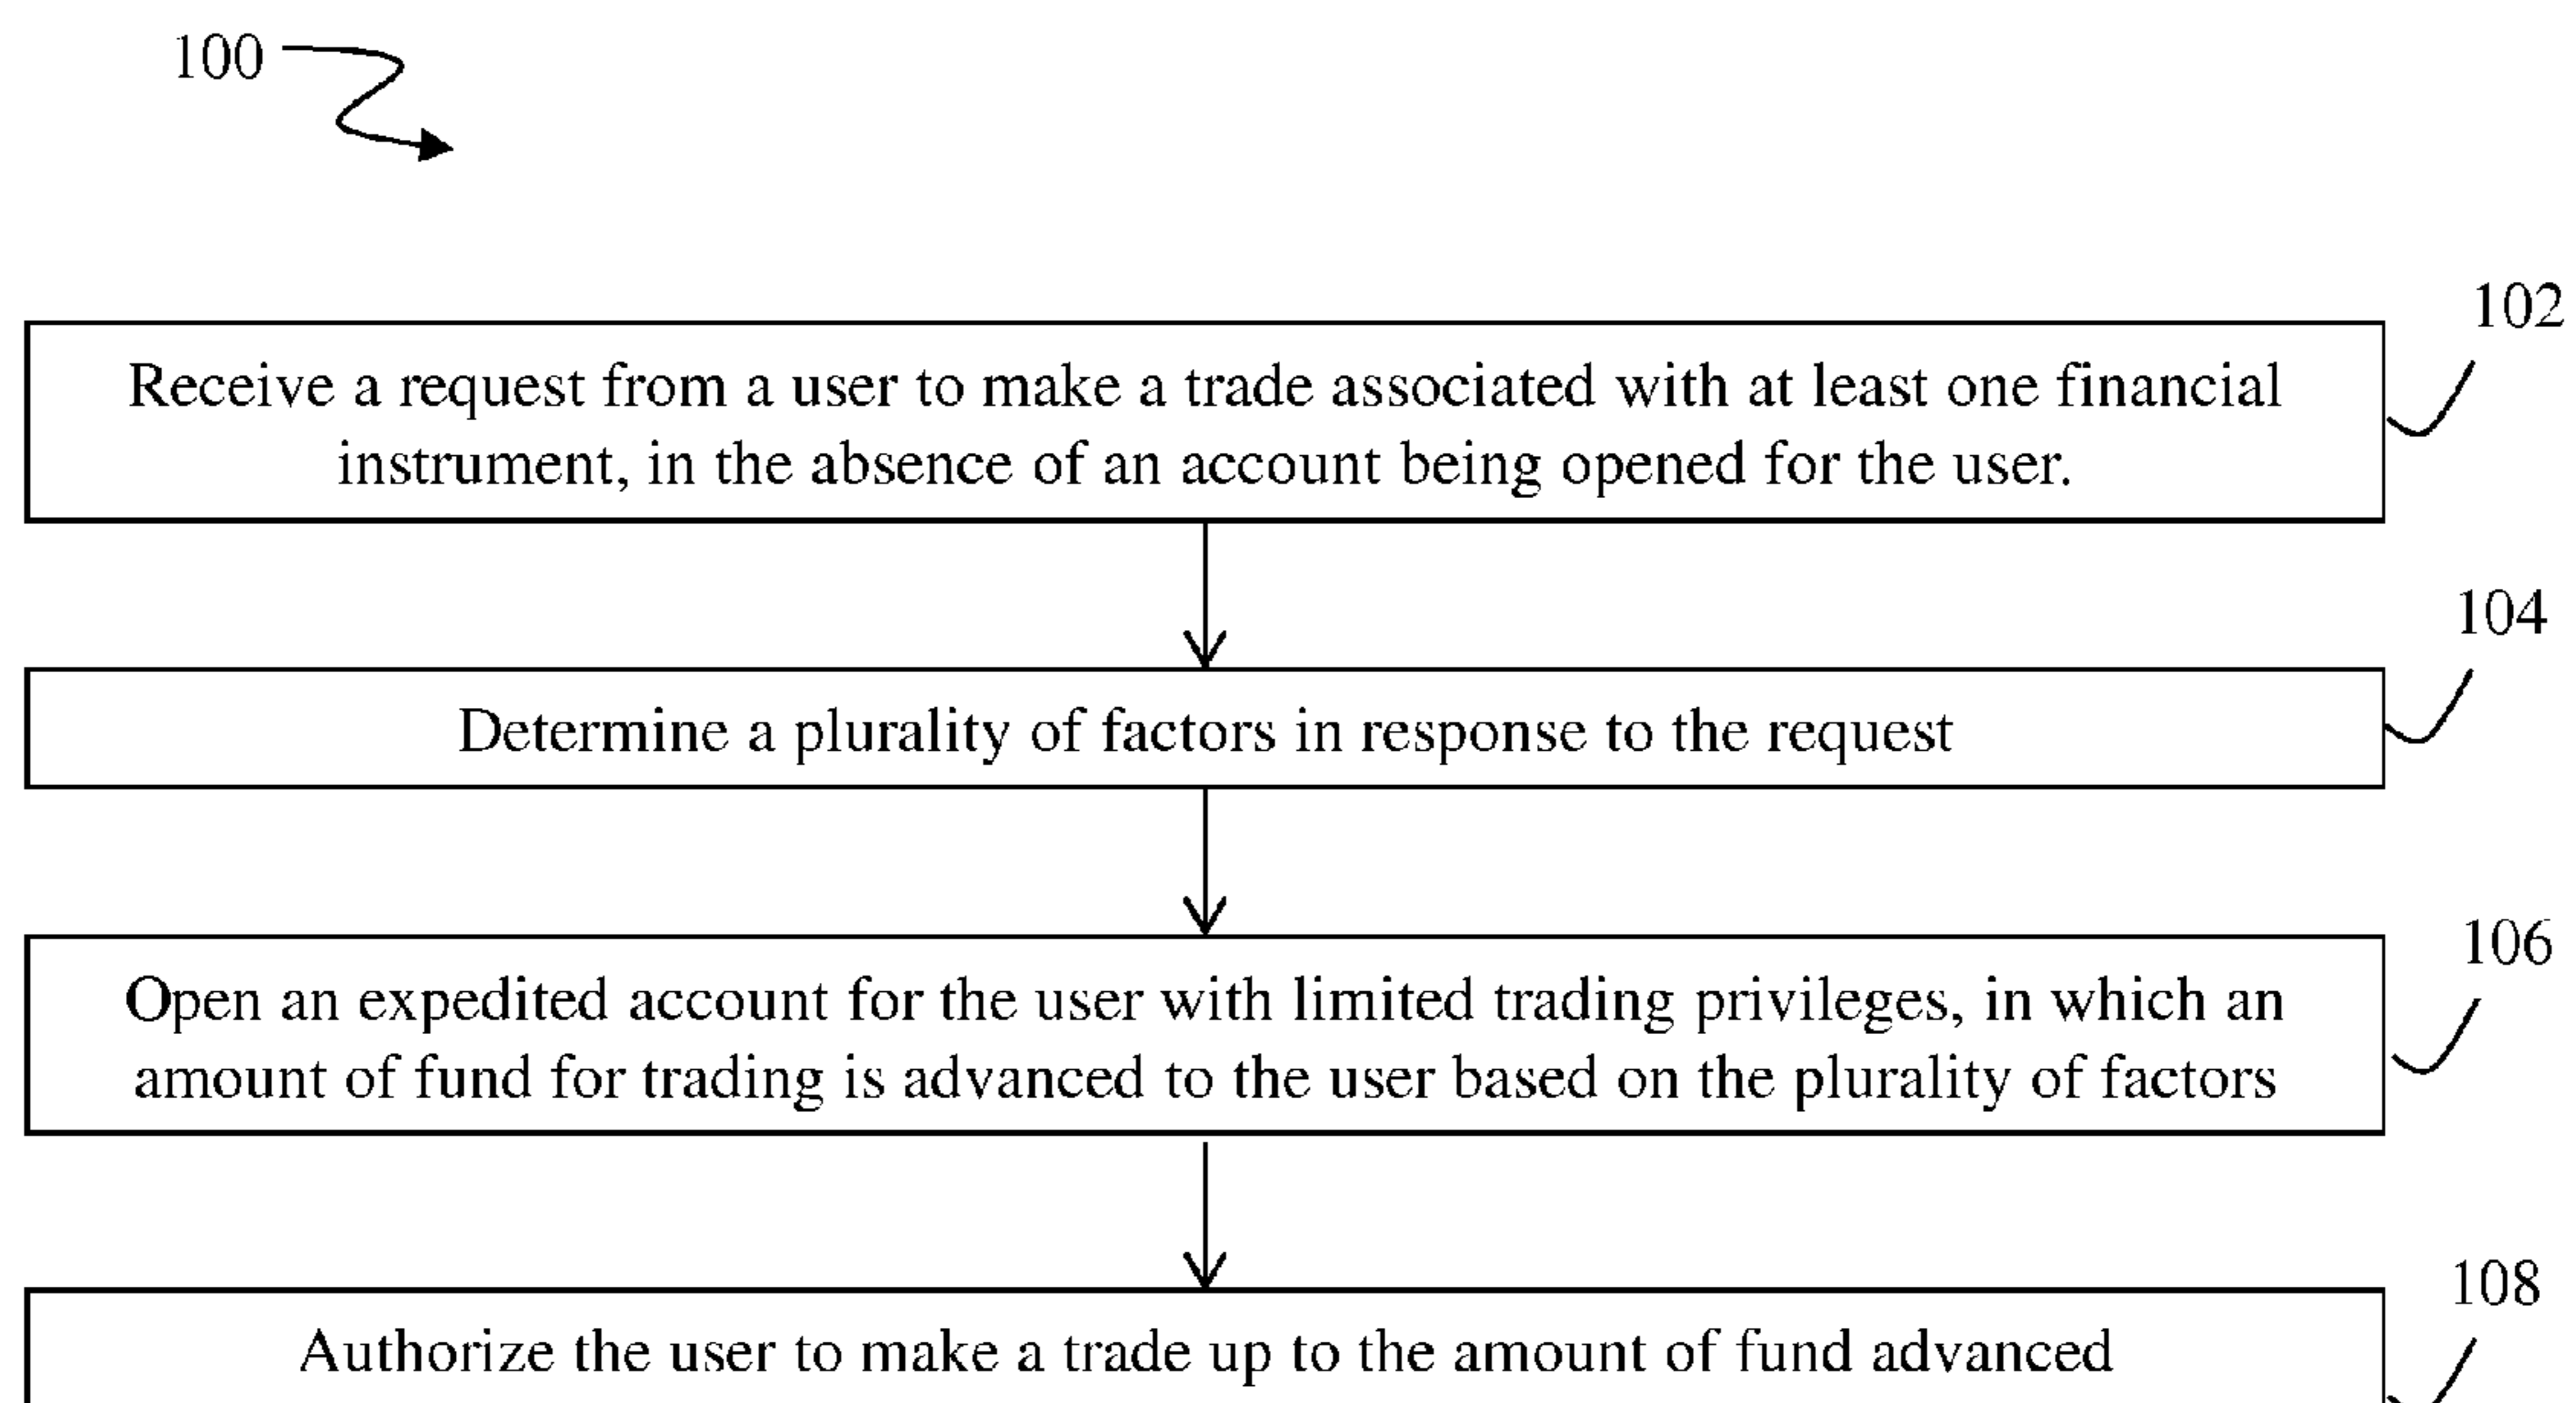 100
102
Receive a request from a user to make a trade associated with at least one financial
instrument, in the absence of an account being opened for the user.
104
Determine a plurality of factors in response to the request
106
Open an expedited account for the user with limited trading privileges, in which an
amount of fund for trading is advanced to the user based on the plurality of factors
108
Authorize the user to make a trade up to the amount of fund advanced